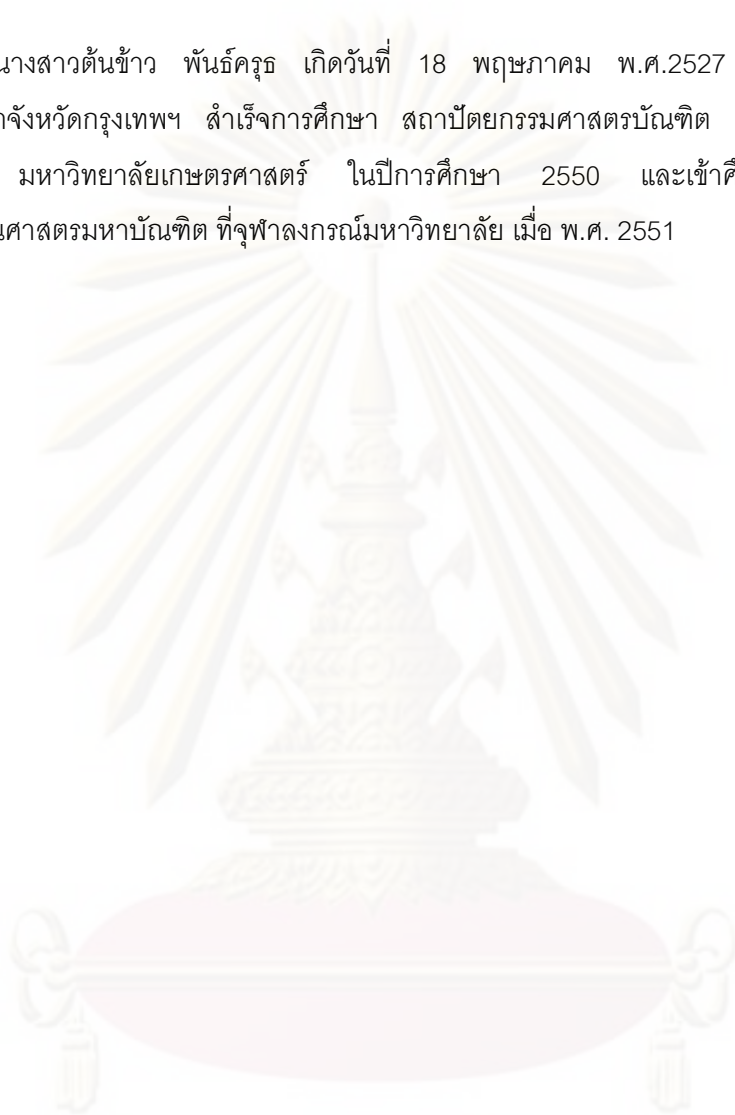 นางสาวต้นข้าว พันธ์ครุธ เกิดวันที่ 18 พฤษภาคม พ.ศ.2527
จังหวัดกรุงเทพฯ สำเร็จการศึกษา สถาปัตยกรรมศาสตรบัณฑิต
มหาวิทยาลัยเกษตรศาสตร์ ในปีการศึกษา 2550 และเข้าศึ
ศาสตรมหาบัณฑิต ที่จุฬาลงกรณ์มหาวิทยาลัย เมื่อ พ.ศ. 2551